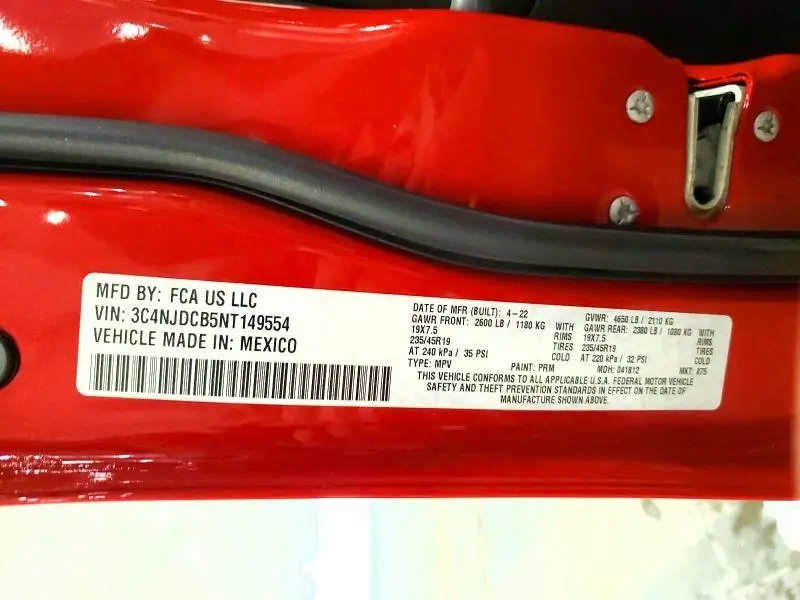 MFD BY: FCA US LLC
VIN: 3C4NJDCB5NT149554
VEHICLE MADE IN: MEXICO
DATE OF MFR (BUILT): 4-22 GVWR: 4650 LB / 2110 KG
GAWR FRONT: 2600 LB / 1180 KG WITH GAWR REAR: 2380 LB / 1080 KG WITH
19X7.5 RIMS 19X7.5 RIMS
235/45R19 TIRES 235/45R19 TIRES
AT 240 kPa / 35 PSI COLD AT 220 kPa / 32 PSI COLD
TYPE: MPV PAINT: PRM MDH: 041812 MKT: 875
THIS VEHICLE CONFORMS TO ALL APPLICABLE U.S.A. FEDERAL MOTOR VEHICLE
SAFETY AND THEFT PREVENTION STANDARDS IN EFFECT ON THE DATE OF
MANUFACTURE SHOWN ABOVE.